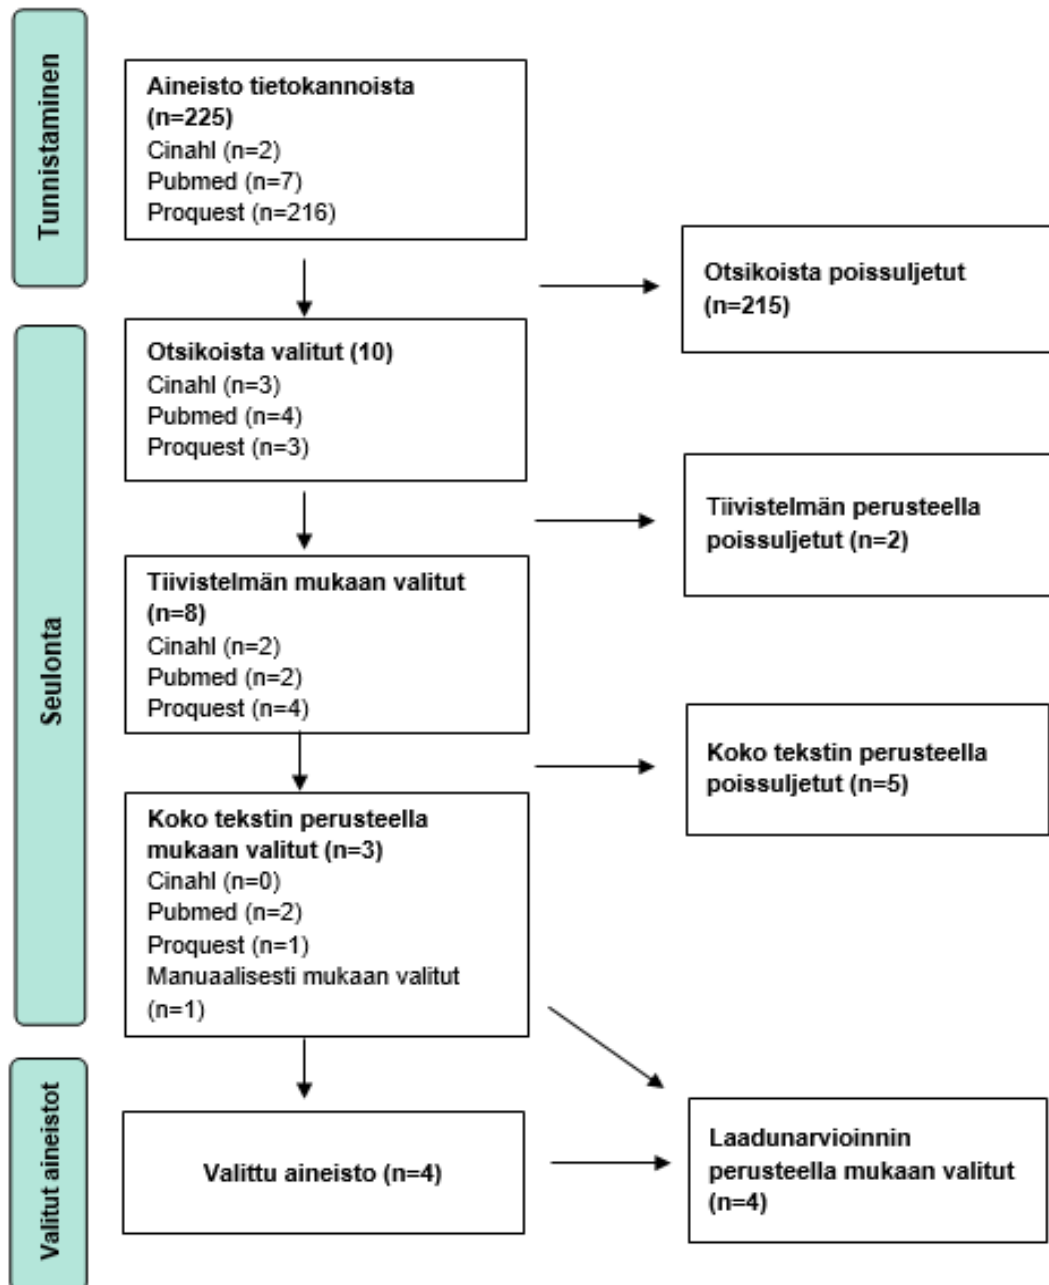 Tunnistaminen
Aineisto tietokannoista
(n=225)
Cinahl (n=2)
Pubmed (n=7)
Proquest (n=216)
Otsikoista poissuljetut
(n=215)
Seulonta
Otsikoista valitut (10)
Cinahl (n=3)
Pubmed (n=4)
Proquest (n=3)
Tiivistelmän perusteella
poissuljetut (n=2)
Tiivistelmän mukaan valitut
(n=8)
Cinahl (n=2)
Pubmed (n=2)
Proquest (n=4)
Koko tekstin perusteella
poissuljetut (n=5)
Koko tekstin perusteella
mukaan valitut (n=3)
Cinahl (n=0)
Pubmed (n=2)
Proquest (n=1)
Manuaalisesti mukaan valitut
(n=1)
Valitut aineistot
Valittu aineisto (n=4)
Laadunarvioinnin
perusteella mukaan valitut
(n=4)